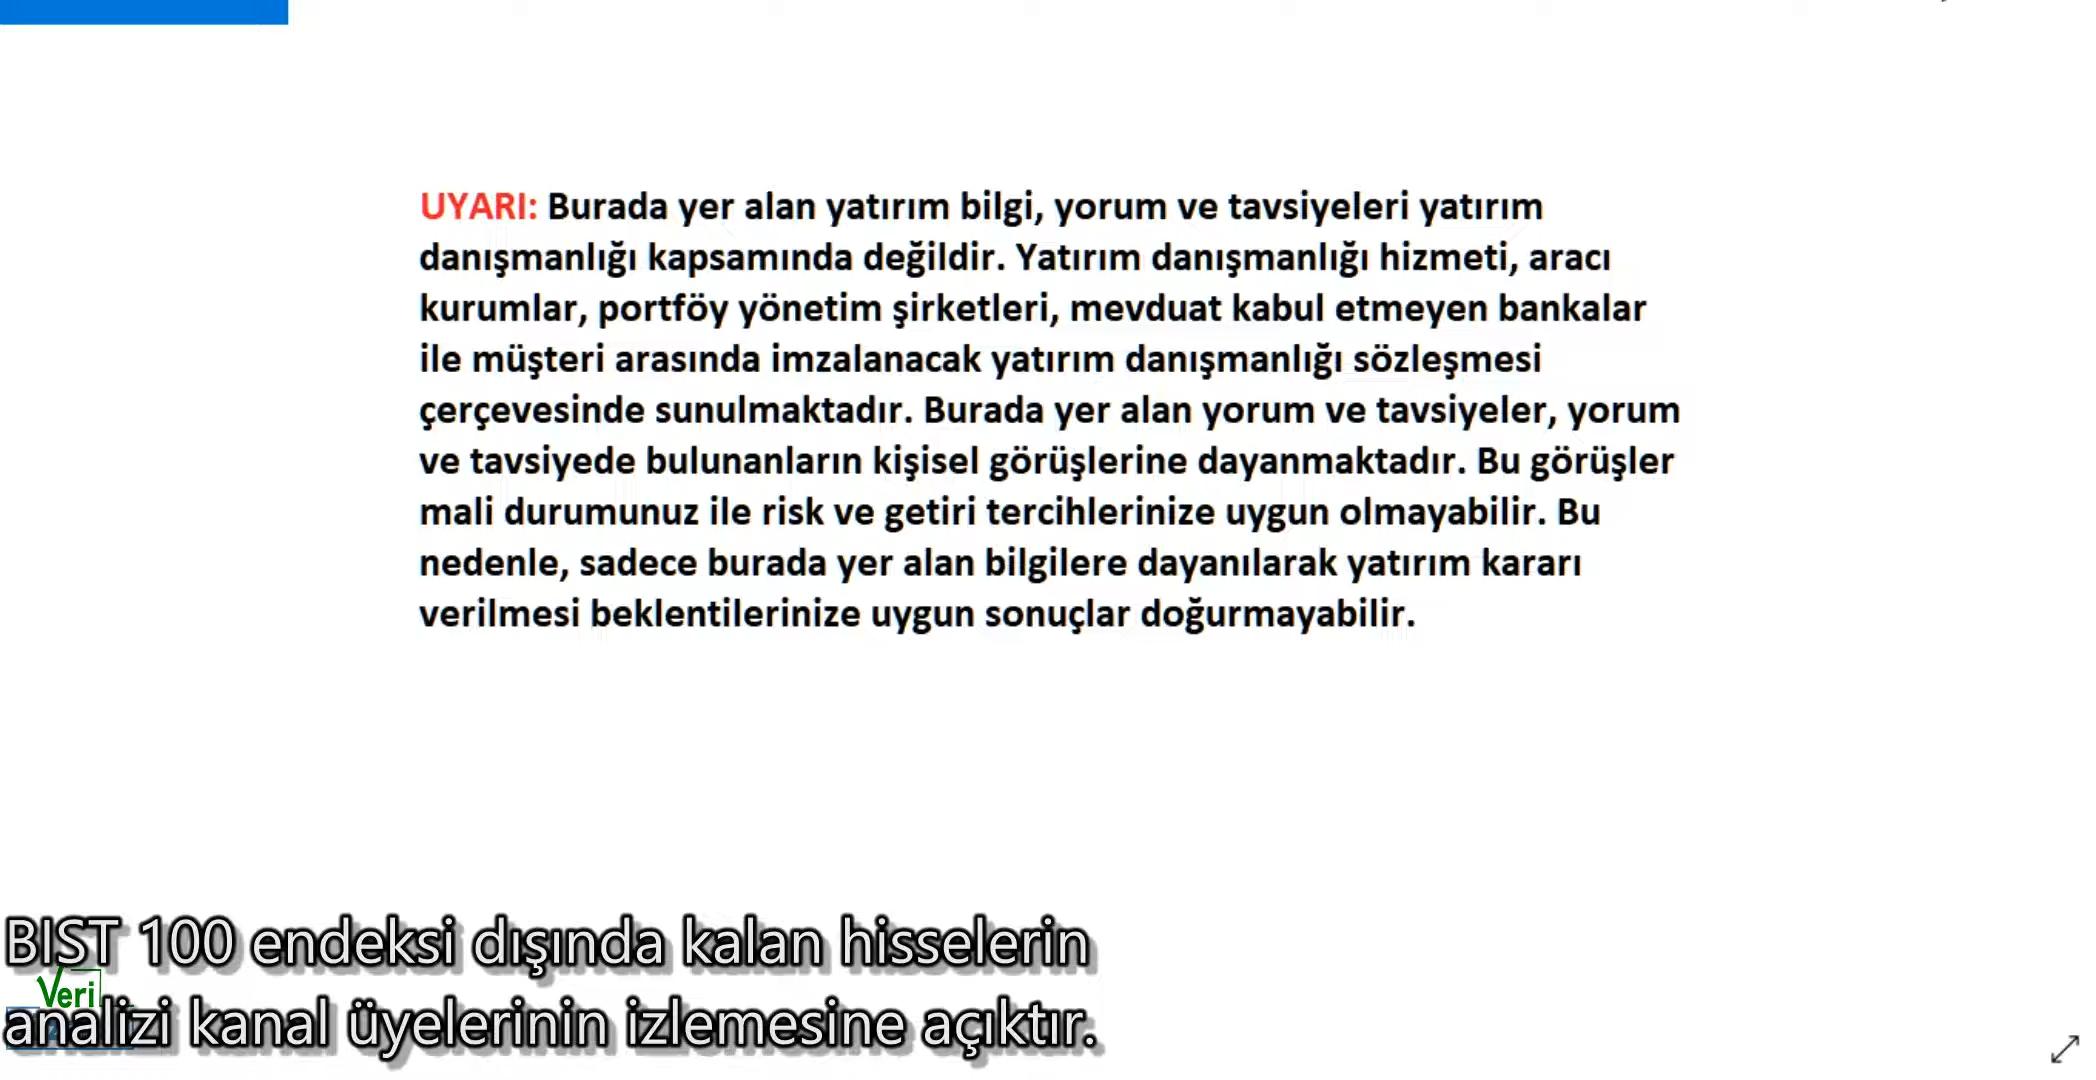 UYARI: Burada yer alan yatırım bilgi, yorum ve tavsiyeleri yatırım
danışmanlığı kapsamında değildir. Yatırım danışmanlığı hizmeti, aracı
kurumlar, portföy yönetim şirketleri, mevduat kabul etmeyen bankalar
ile müşteri arasında imzalanacak yatırım danışmanlığı sözleşmesi
çerçevesinde sunulmaktadır. Burada yer alan yorum ve tavsiyeler, yorum
ve tavsiyede bulunanların kişisel görüşlerine dayanmaktadır. Bu görüşler
mali durumunuz ile risk ve getiri tercihlerinize uygun olmayabilir. Bu
nedenle, sadece burada yer alan bilgilere dayanılarak yatırım kararı
verilmesi beklentilerinize uygun sonuçlar doğurmayabilir.
BIST 100 endeksi dışında kalan hisselerin
Veri
analizi kanal üyelerinin izlemesine açıktır.